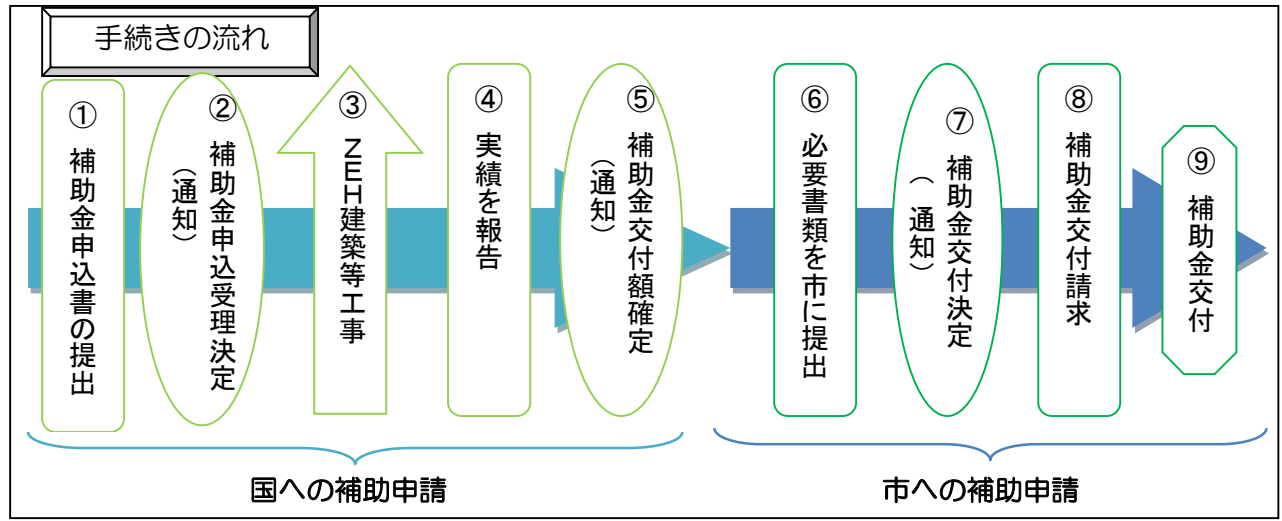 手続きの流れ
① 補助金申込書の提出
② 補助金申込受理決定
（通知）
③ ZEH建築等工事
④ 実績を報告
⑤ 補助金交付額確定
（通知）
⑥ 必要書類を市に提出
⑦ 補助金交付決定
（ 通知）
⑧ 補助金交付請求
⑨ 補助金交付
国への補助申請
市への補助申請